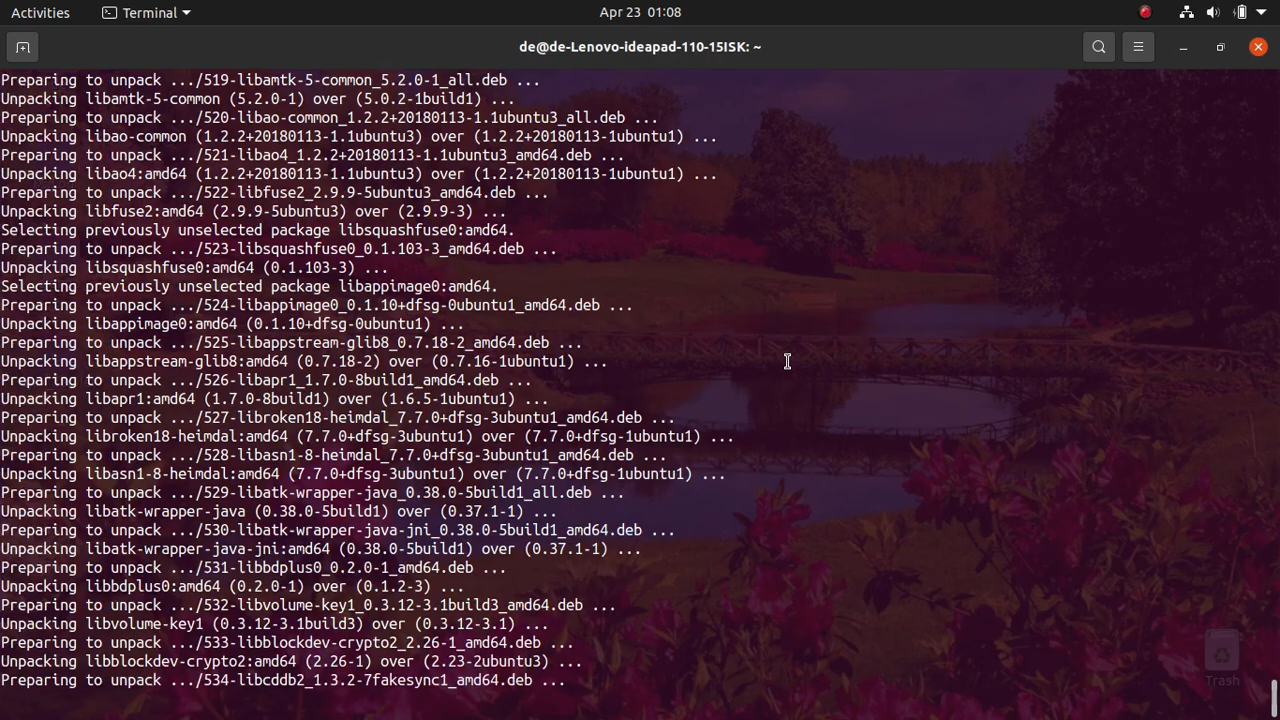 Activities
Terminal
Apr 23 01:08
de@de-Lenovo-ideapad-110-15ISK: ~
Preparing to unpack .../519-libamtk-5-common_5.2.0-1_all.deb ...
Unpacking libamtk-5-common (5.2.0-1) over (5.0.2-1build1) ...
Preparing to unpack .../520-libao-common_1.2.2+20180113-1.1ubuntu3_all.deb ...
Unpacking libao-common (1.2.2+20180113-1.1ubuntu3) over (1.2.2+20180113-1ubuntu1) ...
Preparing to unpack .../521-libao4_1.2.2+20180113-1.1ubuntu3_amd64.deb ...
Unpacking libao4:amd64 (1.2.2+20180113-1.1ubuntu3) over (1.2.2+20180113-1ubuntu1) ...
Preparing to unpack .../522-libfuse2_2.9.9-5ubuntu3_amd64.deb ...
Unpacking libfuse2:amd64 (2.9.9-5ubuntu3) over (2.9.9-3) ...
Selecting previously unselected package libsquashfuse0:amd64.
Preparing to unpack .../523-libsquashfuse0_0.1.103-3_amd64.deb ...
Unpacking libsquashfuse0:amd64 (0.1.103-3) ...
Selecting previously unselected package libappimage0:amd64.
Preparing to unpack .../524-libappimage0_0.1.10+dfsg-0ubuntu1_amd64.deb ...
Unpacking libappimage0:amd64 (0.1.10+dfsg-0ubuntu1) ...
Preparing to unpack .../525-libappstream-glib8_0.7.18-2_amd64.deb ...
Unpacking libappstream-glib8:amd64 (0.7.18-2) over (0.7.16-1ubuntu1) ...
Preparing to unpack .../526-libapr1_1.7.0-8build1_amd64.deb ...
Unpacking libapr1:amd64 (1.7.0-8build1) over (1.6.5-1ubuntu1) ...
Preparing to unpack .../527-libroken18-heimdal_7.7.0+dfsg-3ubuntu1_amd64.deb ...
Unpacking libroken18-heimdal:amd64 (7.7.0+dfsg-3ubuntu1) over (7.7.0+dfsg-1ubuntu1) ...
Preparing to unpack .../528-libasn1-8-heimdal_7.7.0+dfsg-3ubuntu1_amd64.deb ...
Unpacking libasn1-8-heimdal:amd64 (7.7.0+dfsg-3ubuntu1) over (7.7.0+dfsg-1ubuntu1) ...
Preparing to unpack .../529-libatk-wrapper-java_0.38.0-5build1_all.deb ...
Unpacking libatk-wrapper-java (0.38.0-5build1) over (0.37.1-1) ...
Preparing to unpack .../530-libatk-wrapper-java-jni_0.38.0-5build1_amd64.deb ...
Unpacking libatk-wrapper-java-jni:amd64 (0.38.0-5build1) over (0.37.1-1) ...
Preparing to unpack .../531-libbdplus0_0.2.0-1_amd64.deb ...
Unpacking libbdplus0:amd64 (0.2.0-1) over (0.1.2-3) ...
Preparing to unpack .../532-libvolume-key1_0.3.12-3.1build3_amd64.deb ...
Unpacking libvolume-key1 (0.3.12-3.1build3) over (0.3.12-3.1) ...
Preparing to unpack .../533-libblockdev-crypto2_2.26-1_amd64.deb ...
Unpacking libblockdev-crypto2:amd64 (2.26-1) over (2.23-2ubuntu3) ...
Preparing to unpack .../534-libcddb2_1.3.2-7fakesync1_amd64.deb ...
Trash